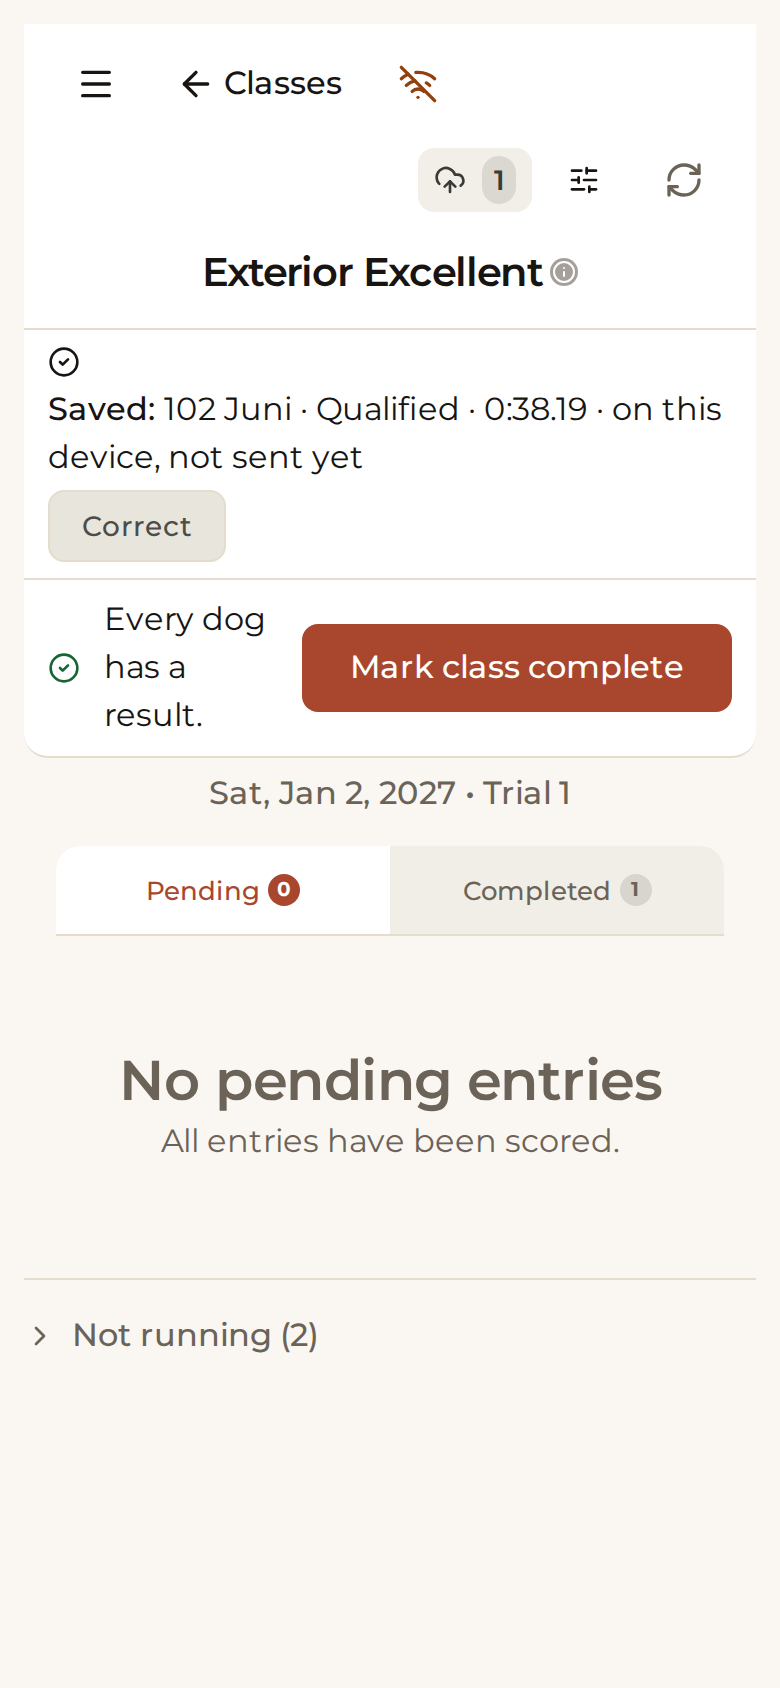 Classes
1
Exterior Excellent
Saved: 102 Juni · Qualified · 0:38.19 · on this
device, not sent yet
Correct
Every dog
has a
result.
Mark class complete
Sat, Jan 2, 2027 • Trial 1
Pending 0
Completed 1
No pending entries
All entries have been scored.
Not running (2)